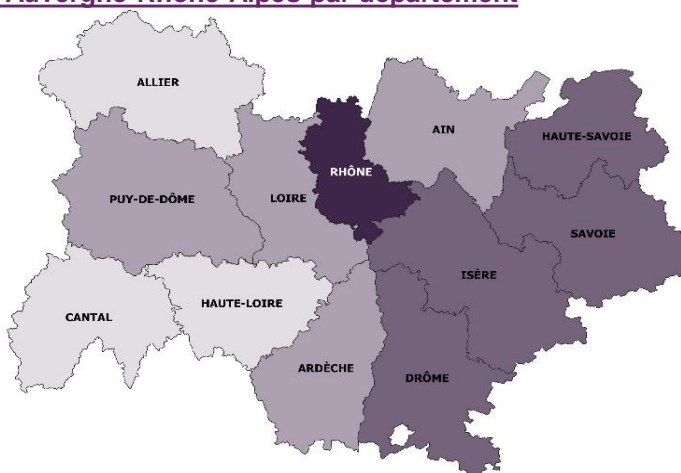 Auvergne-Rhône-Alpes par département
ALLIER
AIN
HAUTE-SAVOIE
RHÔNE
PUY-DE-DÔME
LOIRE
SAVOIE
ISÈRE
HAUTE-LOIRE
CANTAL
ARDÈCHE
DRÔME